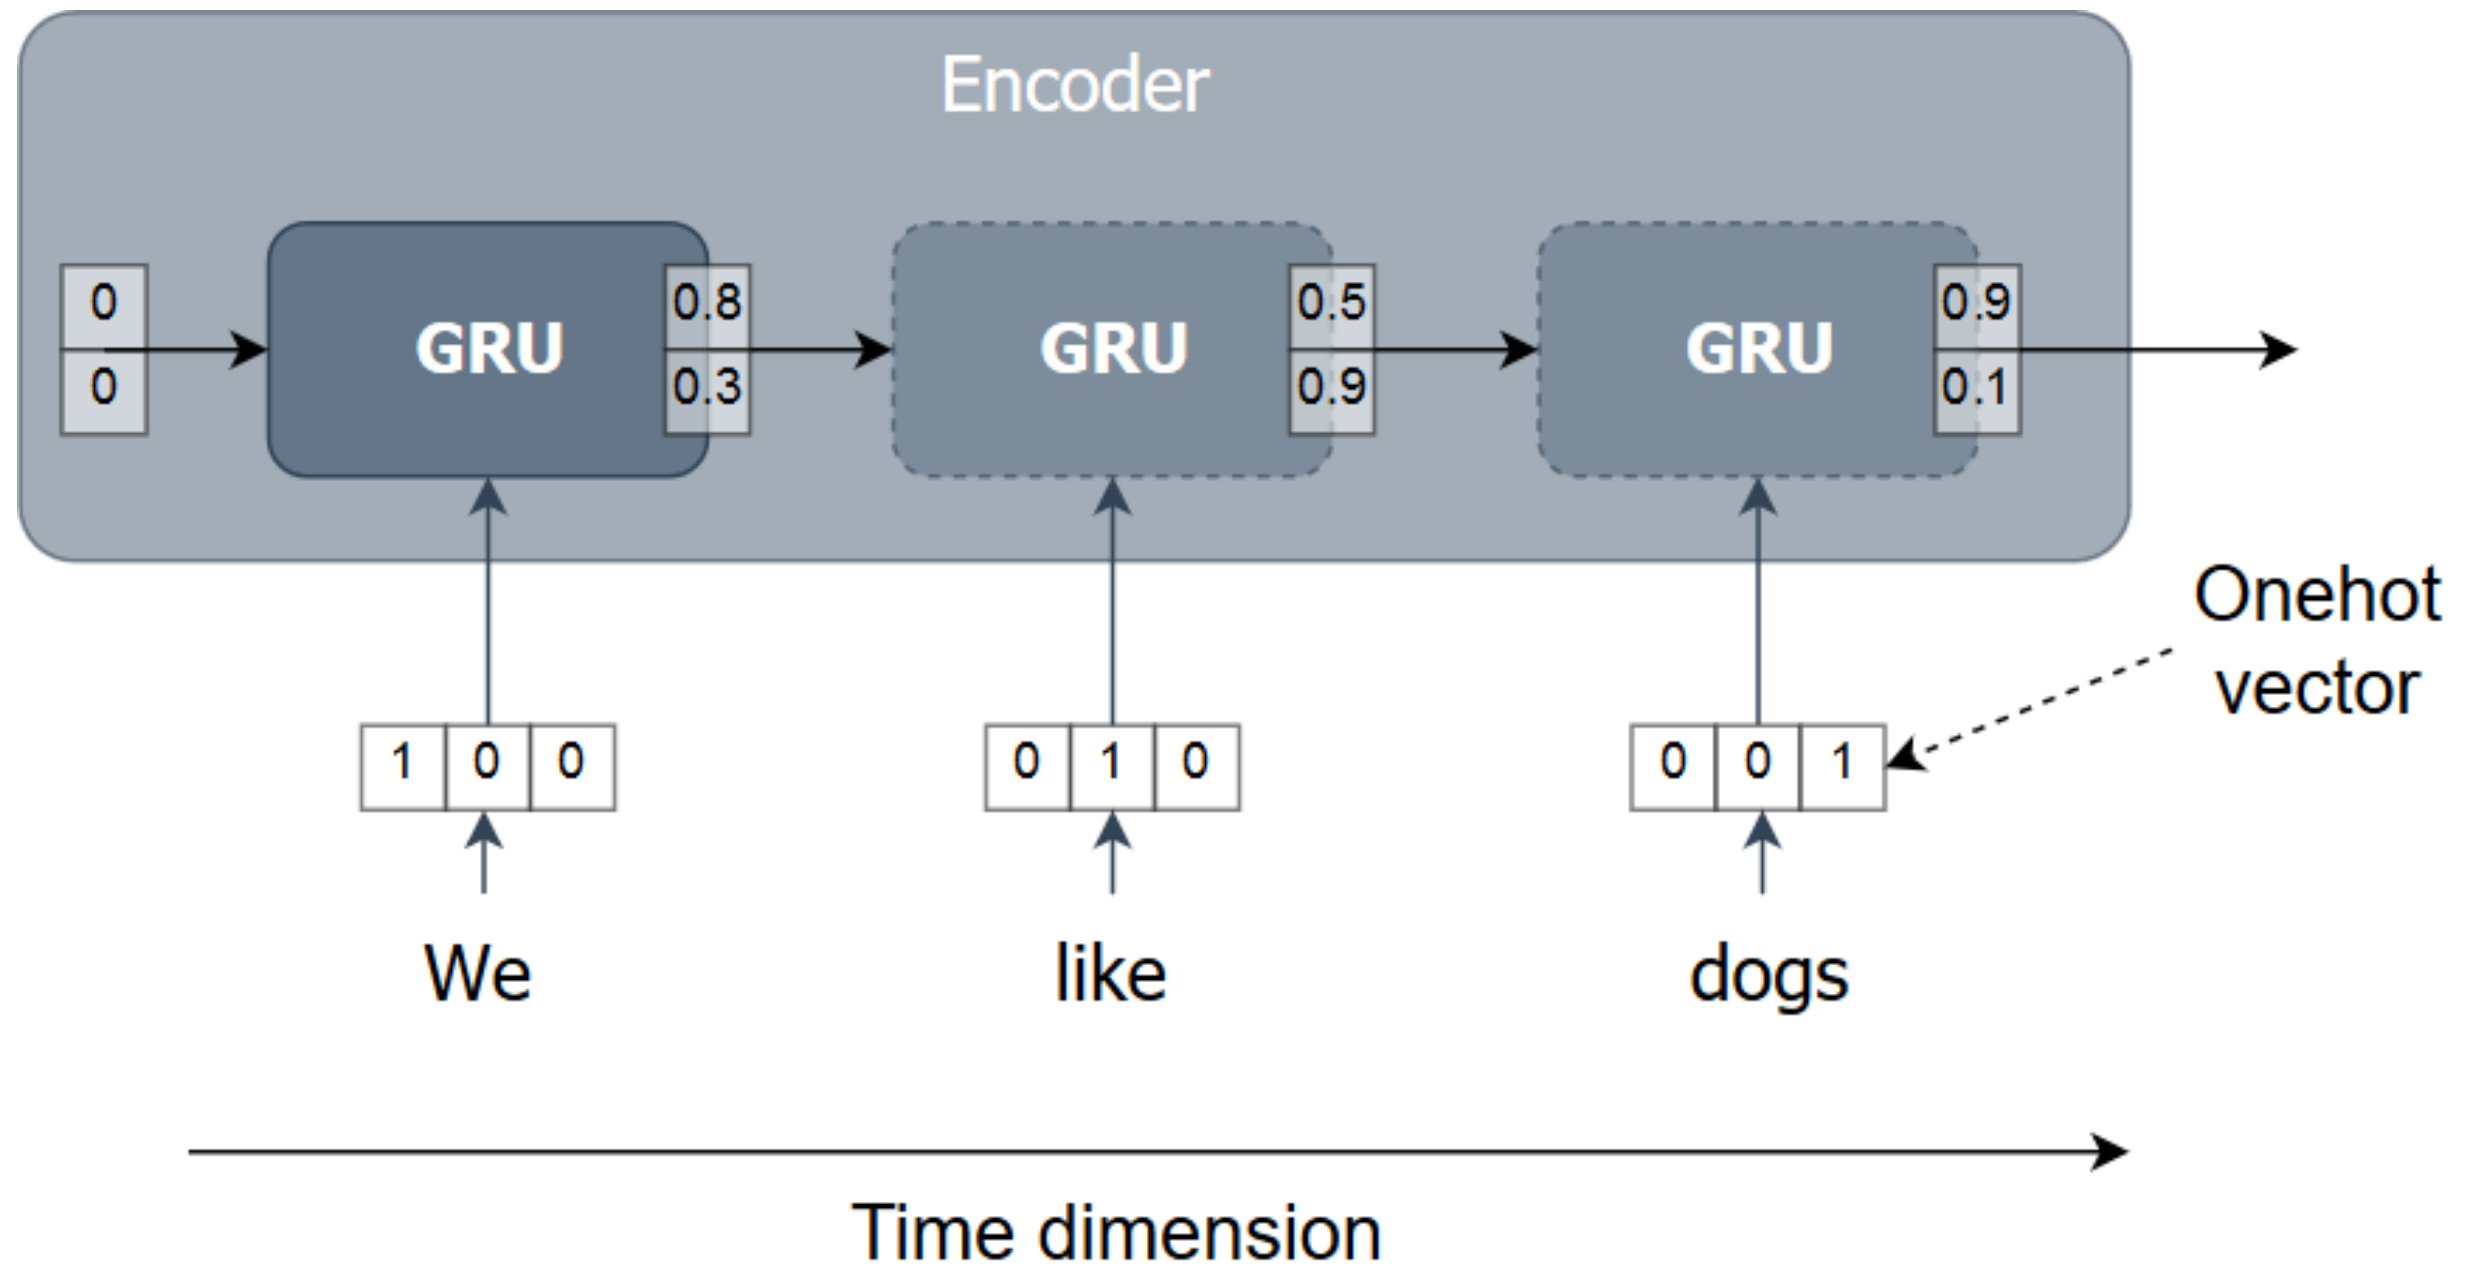 Encoder
0
0
GRU
0.8
0.3
GRU
0.5
0.9
GRU
0.9
0.1
Onehot
vector
1 0 0
0 1 0
0 0 1
We
like
dogs
Time dimension